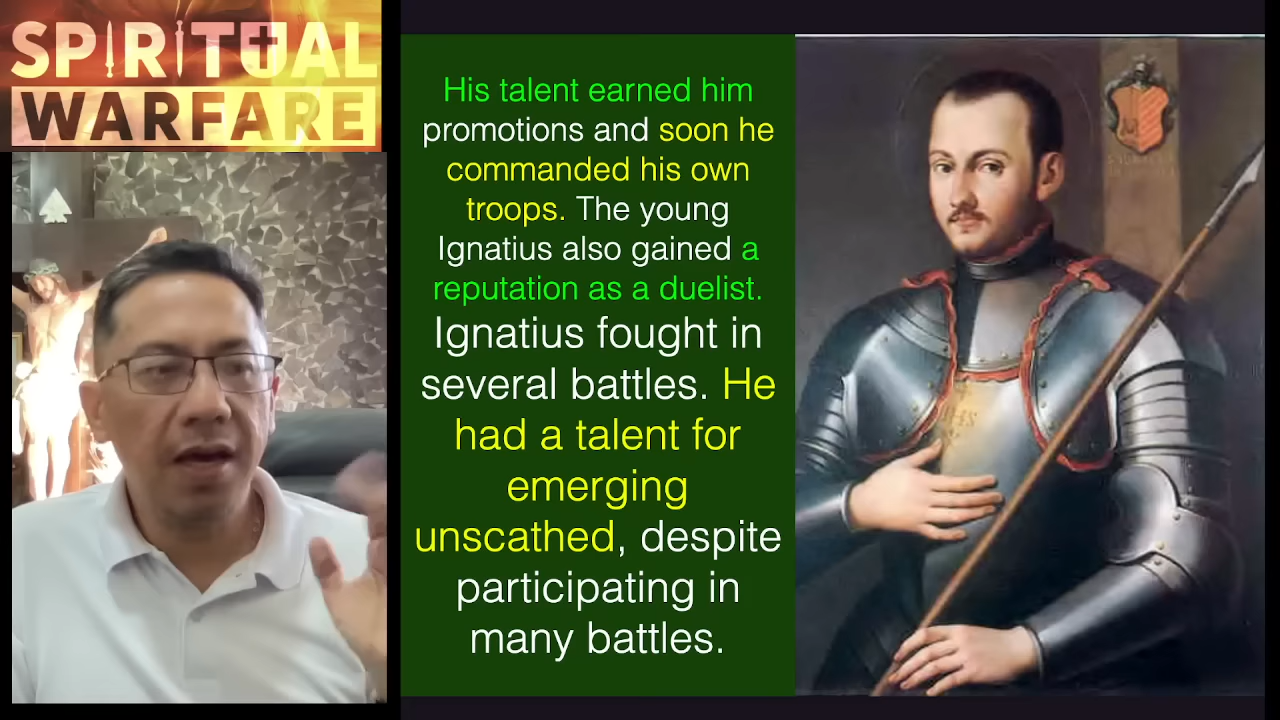 SPIRITUAL
WARFARE
His talent earned him
promotions and soon he
commanded his own
troops. The young
Ignatius also gained a
reputation as a duelist.
Ignatius fought in
several battles. He
had a talent for
emerging
unscathed, despite
participating in
many battles.
IHS